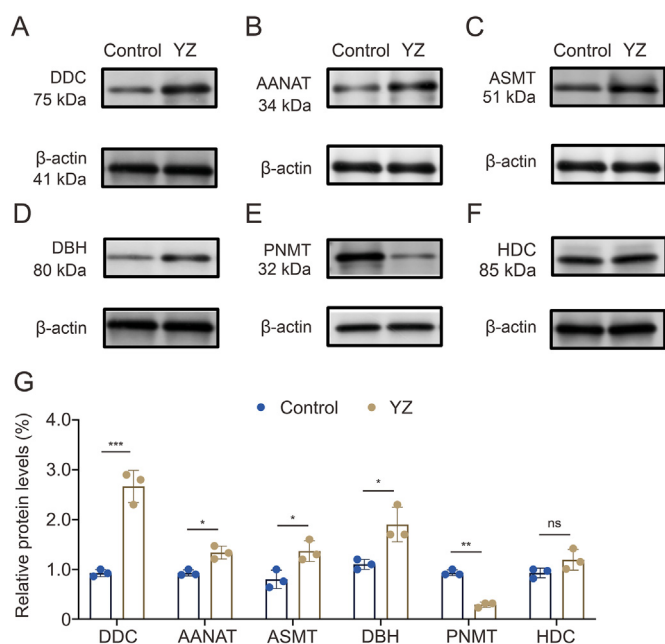 A
Control YZ
DDC
75 kDa
β-actin
41 kDa
B
Control YZ
AANAT
34 kDa
β-actin
C
Control YZ
ASMT
51 kDa
β-actin
D
DBH
80 kDa
β-actin
E
PNMT
32 kDa
β-actin
F
HDC
85 kDa
β-actin
G
Control YZ
Relative protein levels (%)
4.0
3.0
2.0
1.0
0
***
*
*
*
**
ns
DDC AANAT ASMT DBH PNMT HDC